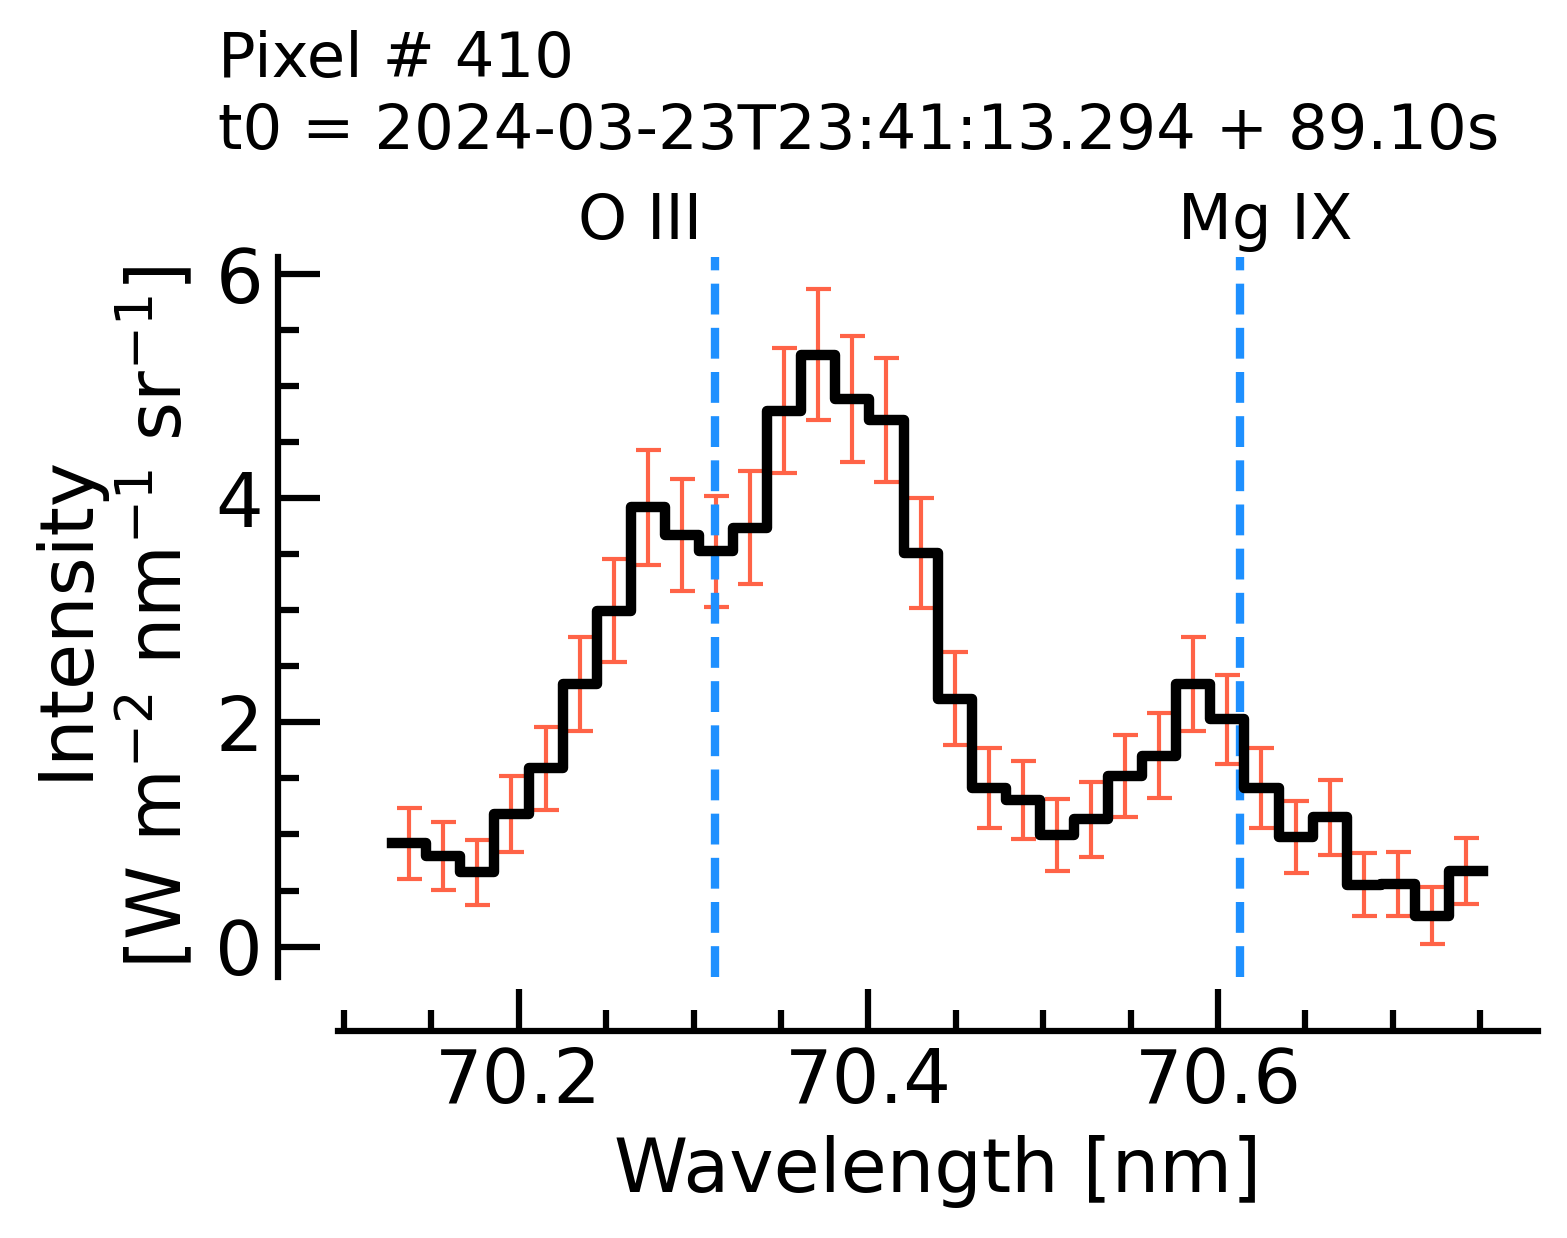 Pixel # 410
t0 = 2024-03-23T23:41:13.294 + 89.10s
O III
Mg IX
Intensity
[W m⁻² nm⁻¹ sr⁻¹]
6
4
2
0
70.2 70.4 70.6
Wavelength [nm]